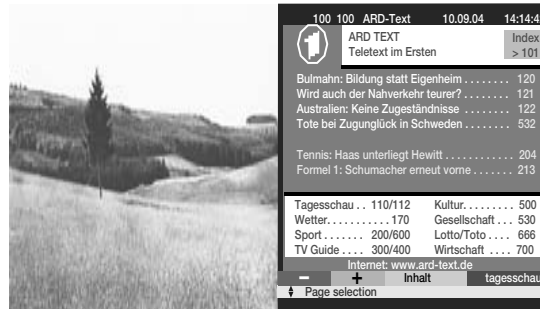 100 100 ARD-Text 10.09.04 14:14:4
ARD TEXT Index
Teletext im Ersten > 101
Bulmahn: Bildung statt Eigenheim . . . . . . . 120
Wird auch der Nahverkehr teurer? . . . . . . . 121
Australien: Keine Zugeständnisse . . . . . . . 122
Tote bei Zugunglück in Schweden . . . . . . . 532
Tennis: Haas unterliegt Hewitt . . . . . . . . . . . 204
Formel 1: Schumacher erneut vorne . . . . . . 213
Tagesschau . . 110/112 Kultur. . . . . . . . . 500
Wetter. . . . . . . . . . 170 Gesellschaft . . . 530
Sport . . . . . . 200/600 Lotto/Toto . . . . 666
TV Guide . . . . 300/400 Wirtschaft . . . . 700
Internet: www.ard-text.de
− + Inhalt tagesschau
Page selection